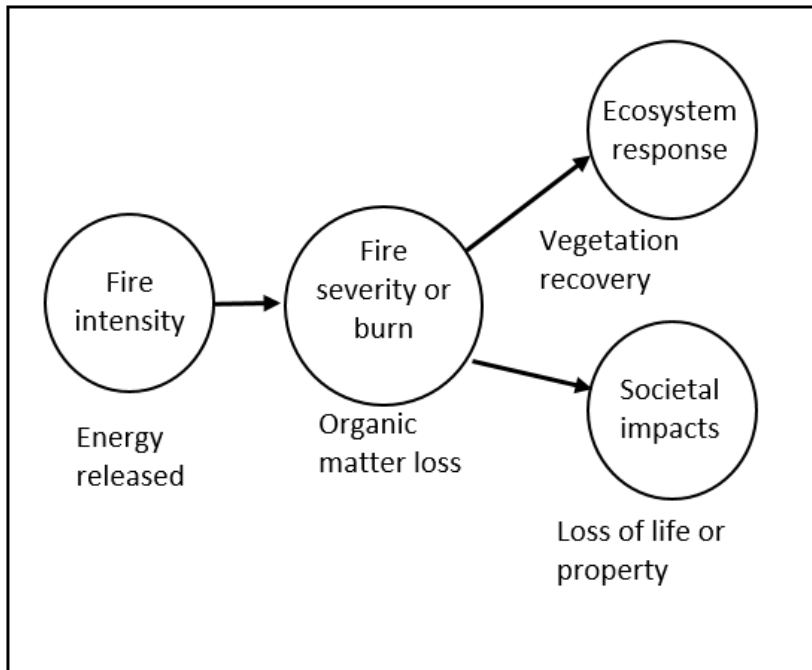 Fire
intensity
Energy
released
Fire
severity or
burn
Organic
matter loss
Ecosystem
response
Vegetation
recovery
Societal
impacts
Loss of life or
property